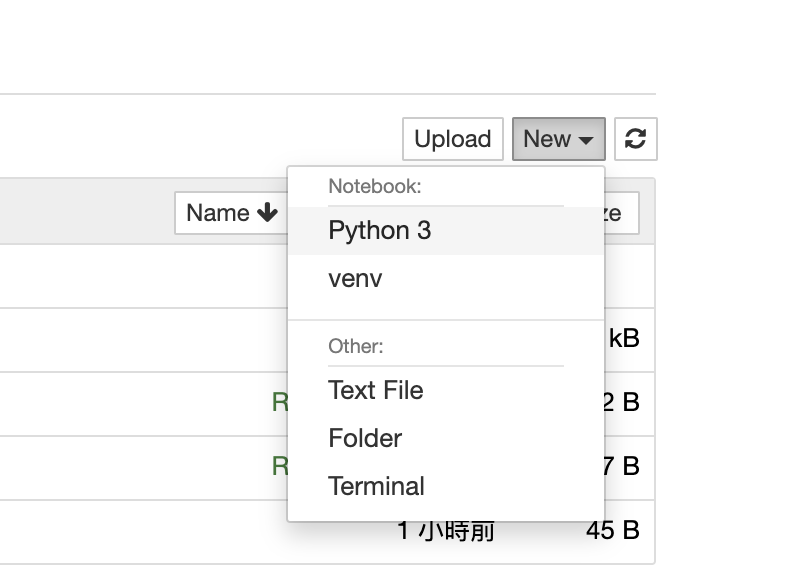 Upload New
Notebook:
Name
Python 3
venv
kB
Other:
Text File
2 B
Folder
7 B
Terminal
1 小時前 45 B